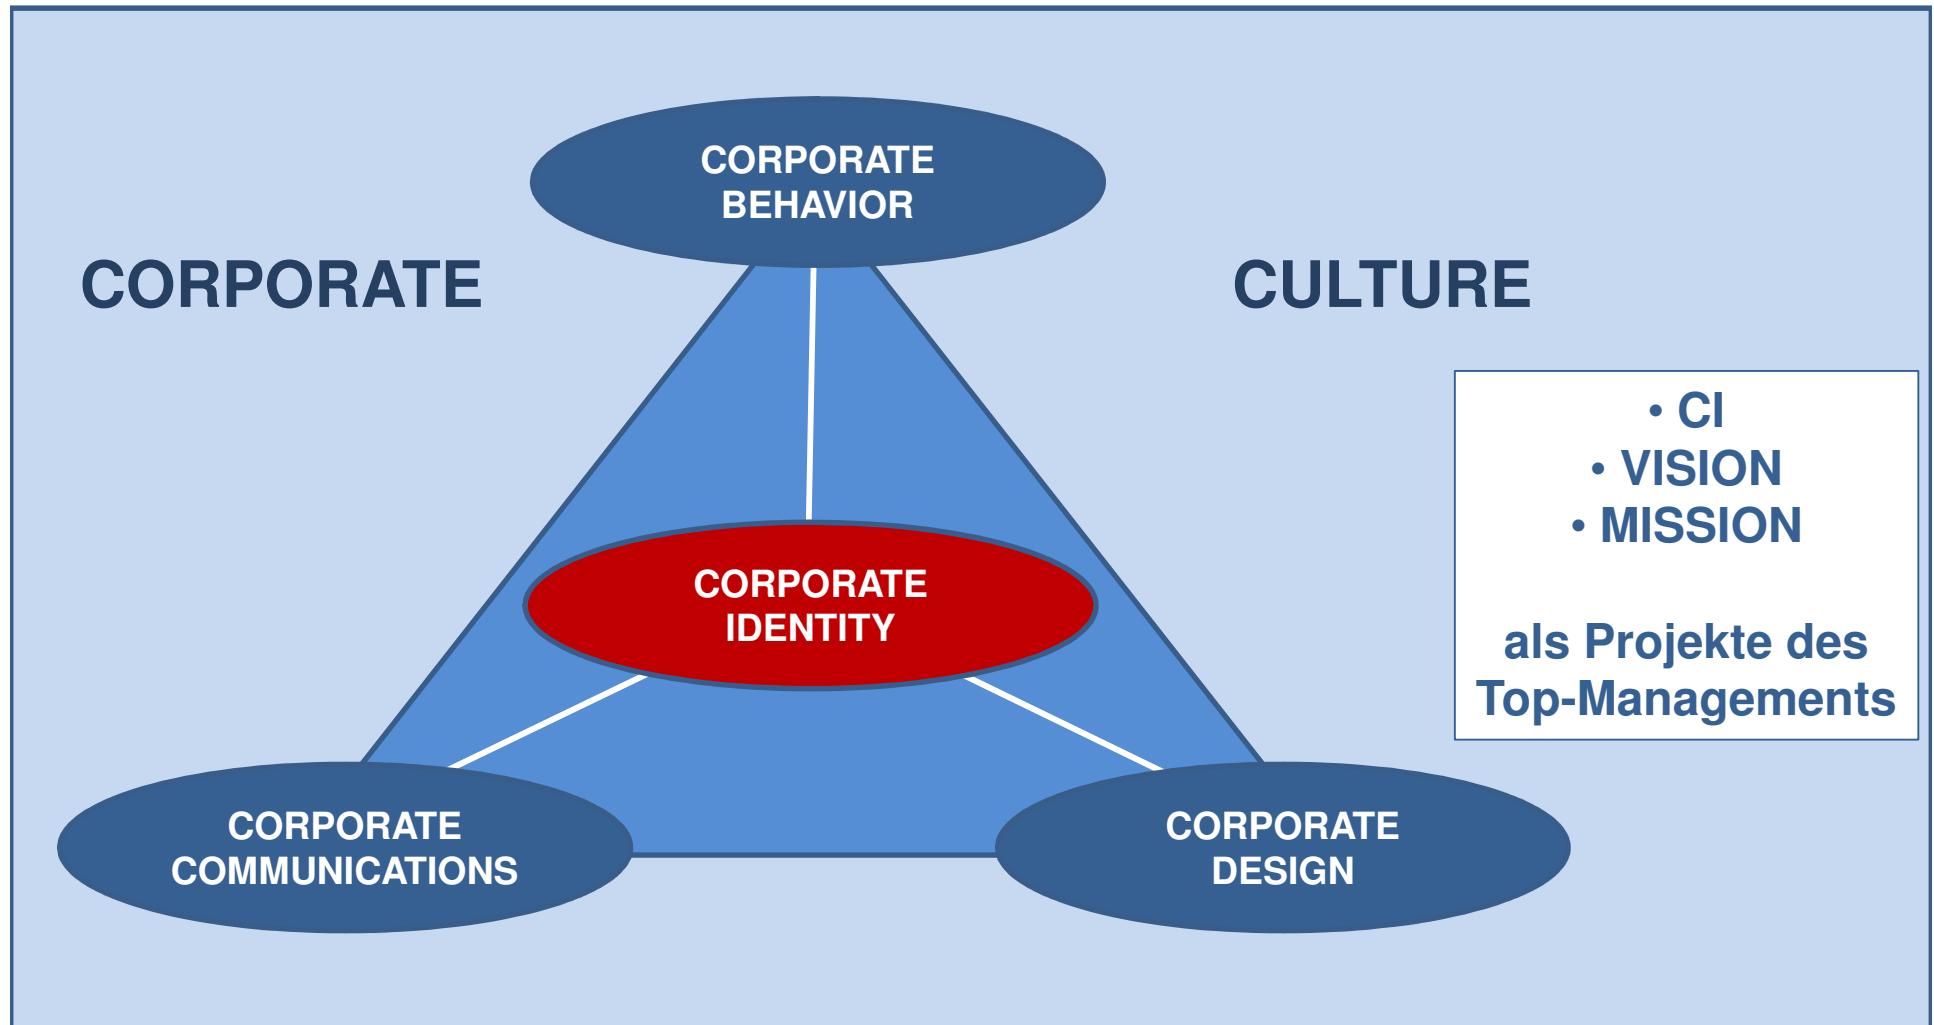 CORPORATE
BEHAVIOR
CORPORATE CULTURE
• CI
• VISION
• MISSION
als Projekte des
Top-Managements
CORPORATE
IDENTITY
CORPORATE
COMMUNICATIONS
CORPORATE
DESIGN